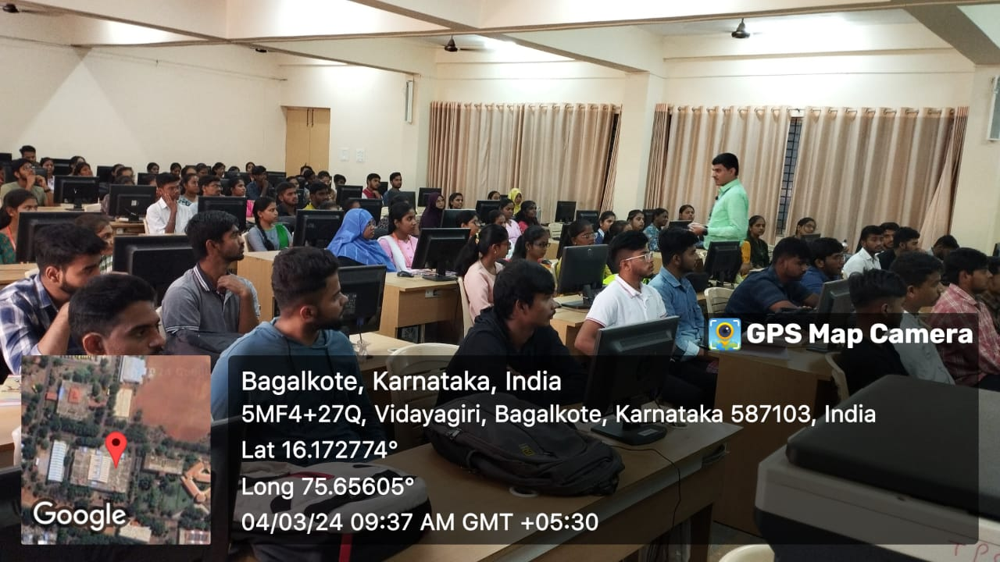 GPS Map Camera
Bagalkote, Karnataka, India
5MF4+27Q, Vidayagiri, Bagalkote, Karnataka 587103, India
Lat 16.172774°
Long 75.65605°
04/03/24 09:37 AM GMT +05:30
Google